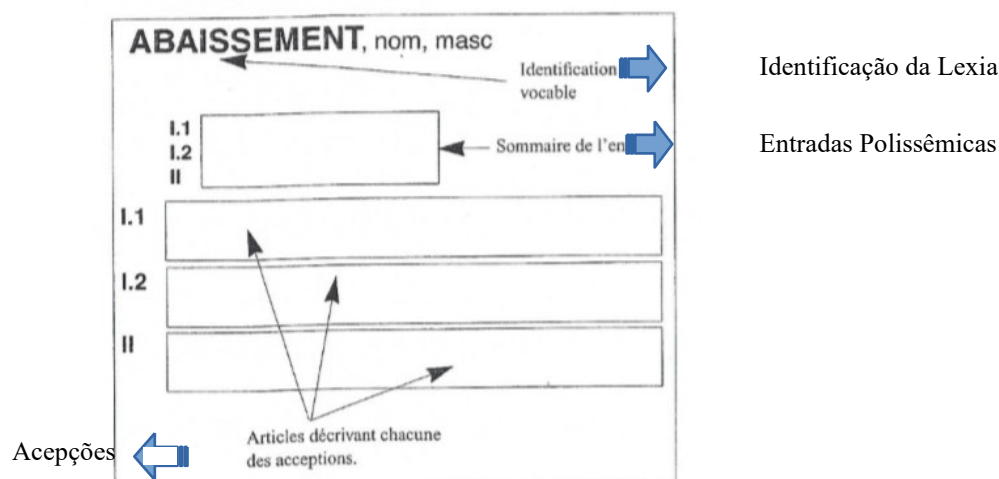 ABAISSEMENT, nom, masc
Identification
vocable
Identificação da Lexia
I.1
I.2
II
Sommaire de l'en
Entradas Polissêmicas
I.1
I.2
II
Articles décrivant chacune
des acceptions.
Acepções